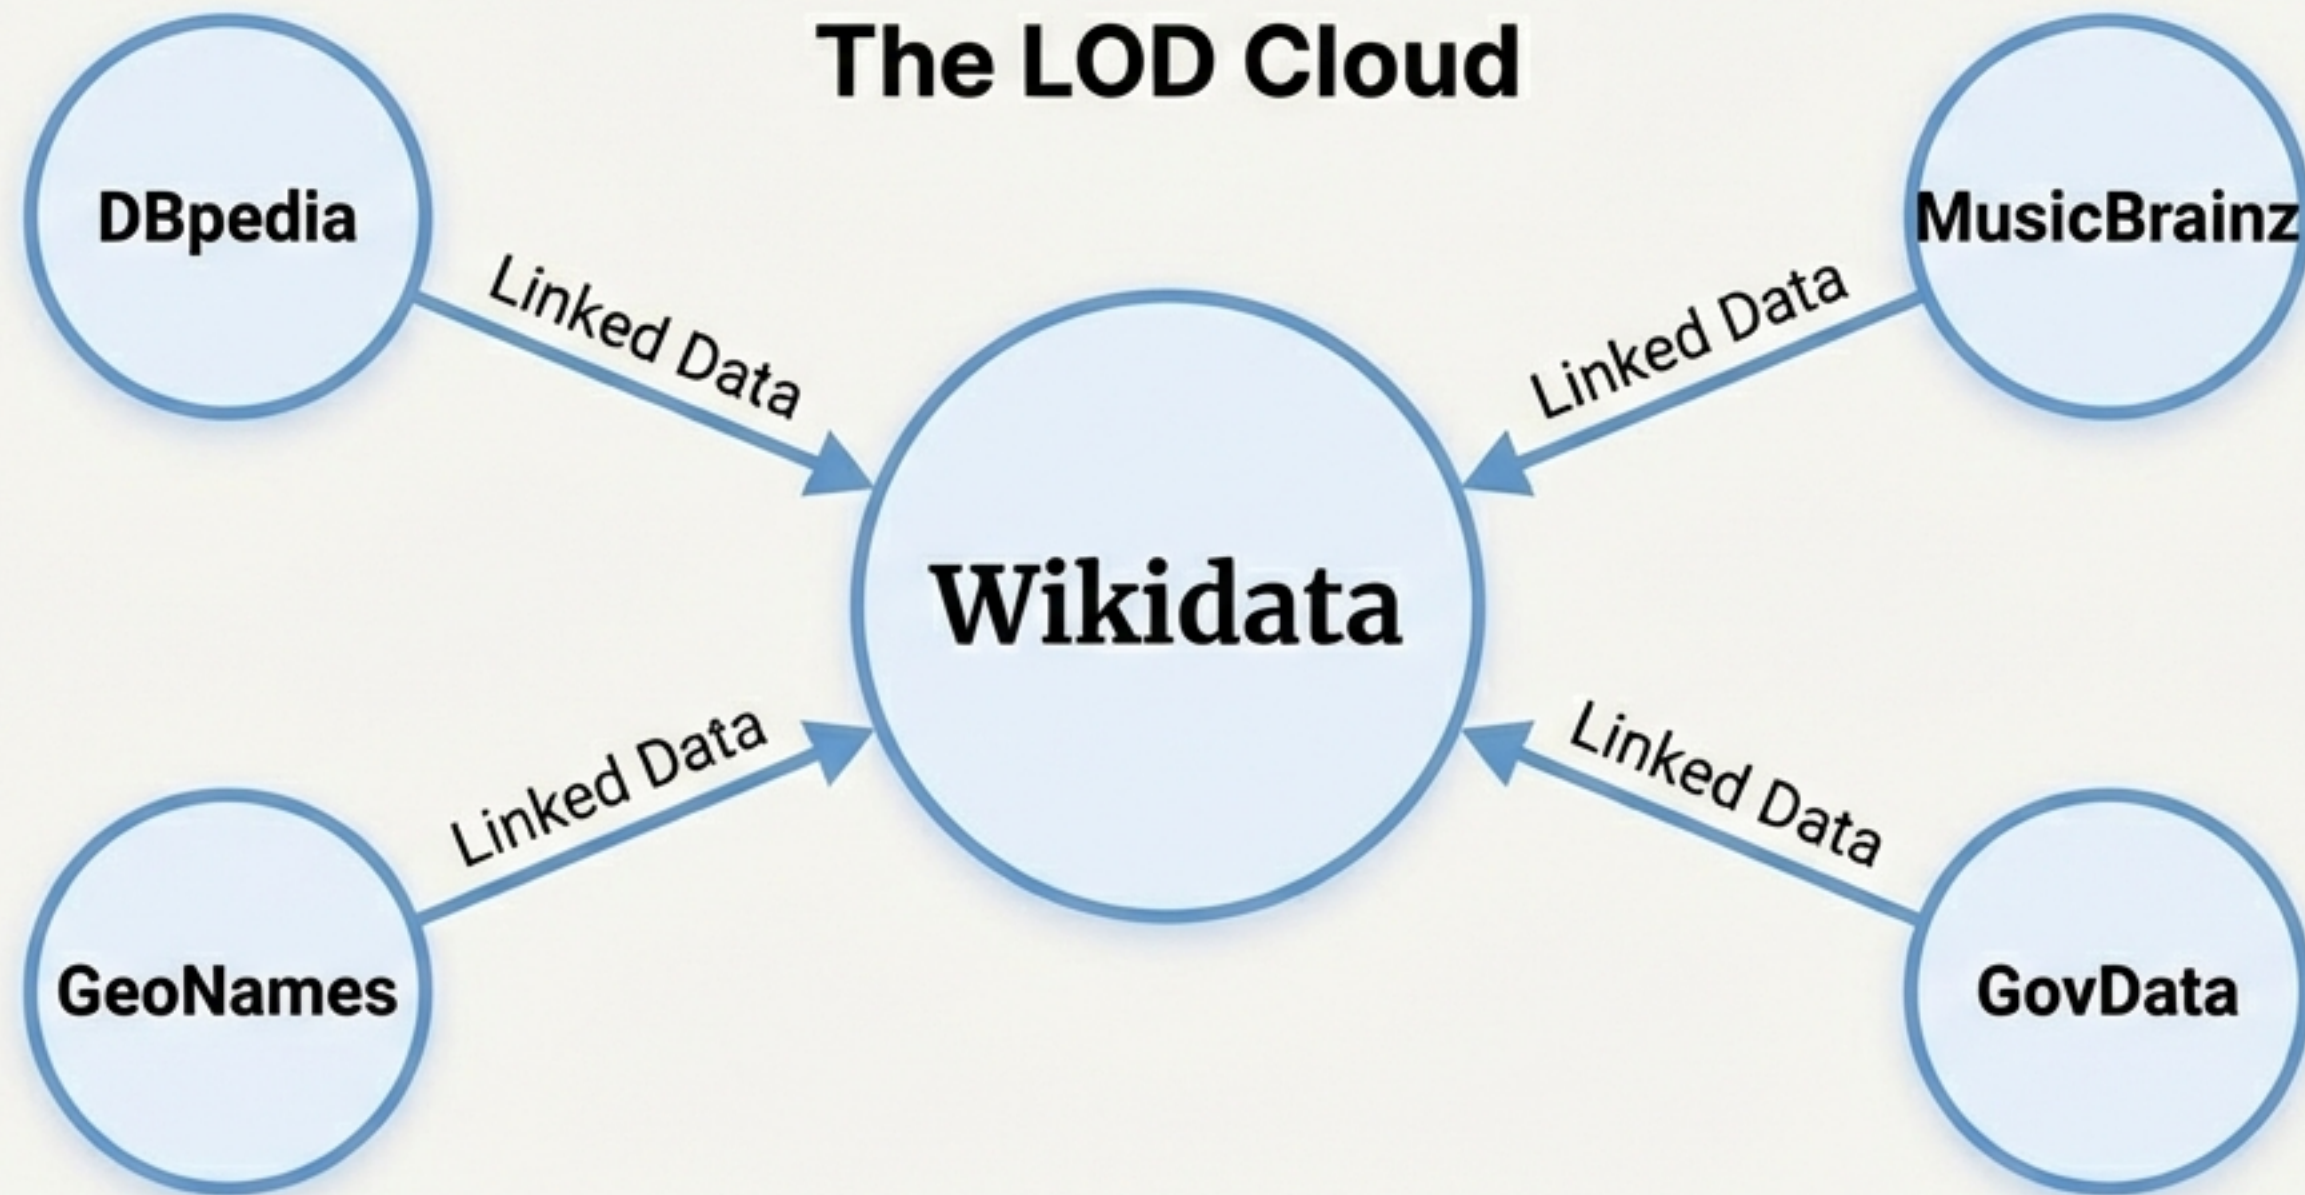 The LOD Cloud
DBpedia
MusicBrainz
Linked Data
Linked Data
Wikidata
Linked Data
Linked Data
GeoNames
GovData